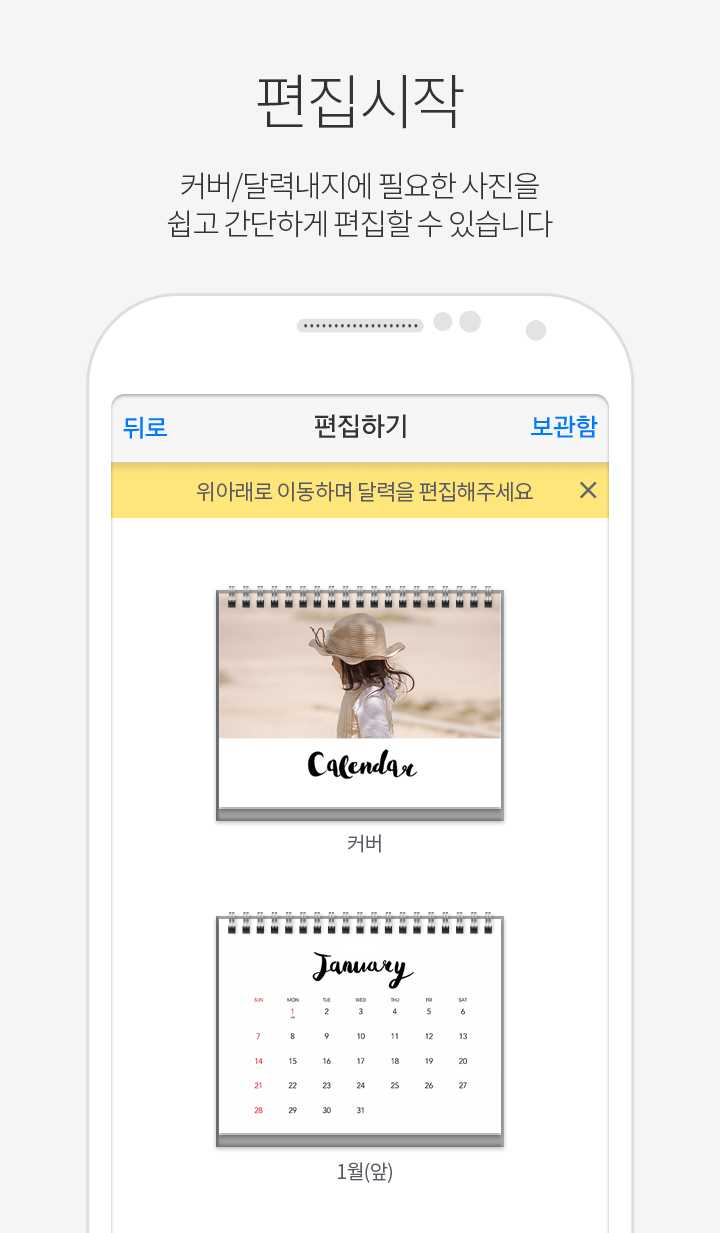 편집시작
커버/달력내지에 필요한 사진을
쉽고 간단하게 편집할 수 있습니다
뒤로 편집하기 보관함
위아래로 이동하며 달력을 편집해주세요
Calendar
커버
January
SUN MON TUE WED THU FRI SAT
1 2 3 4 5 6
7 8 9 10 11 12 13
14 15 16 17 18 19 20
21 22 23 24 25 26 27
28 29 30 31
1월(앞)